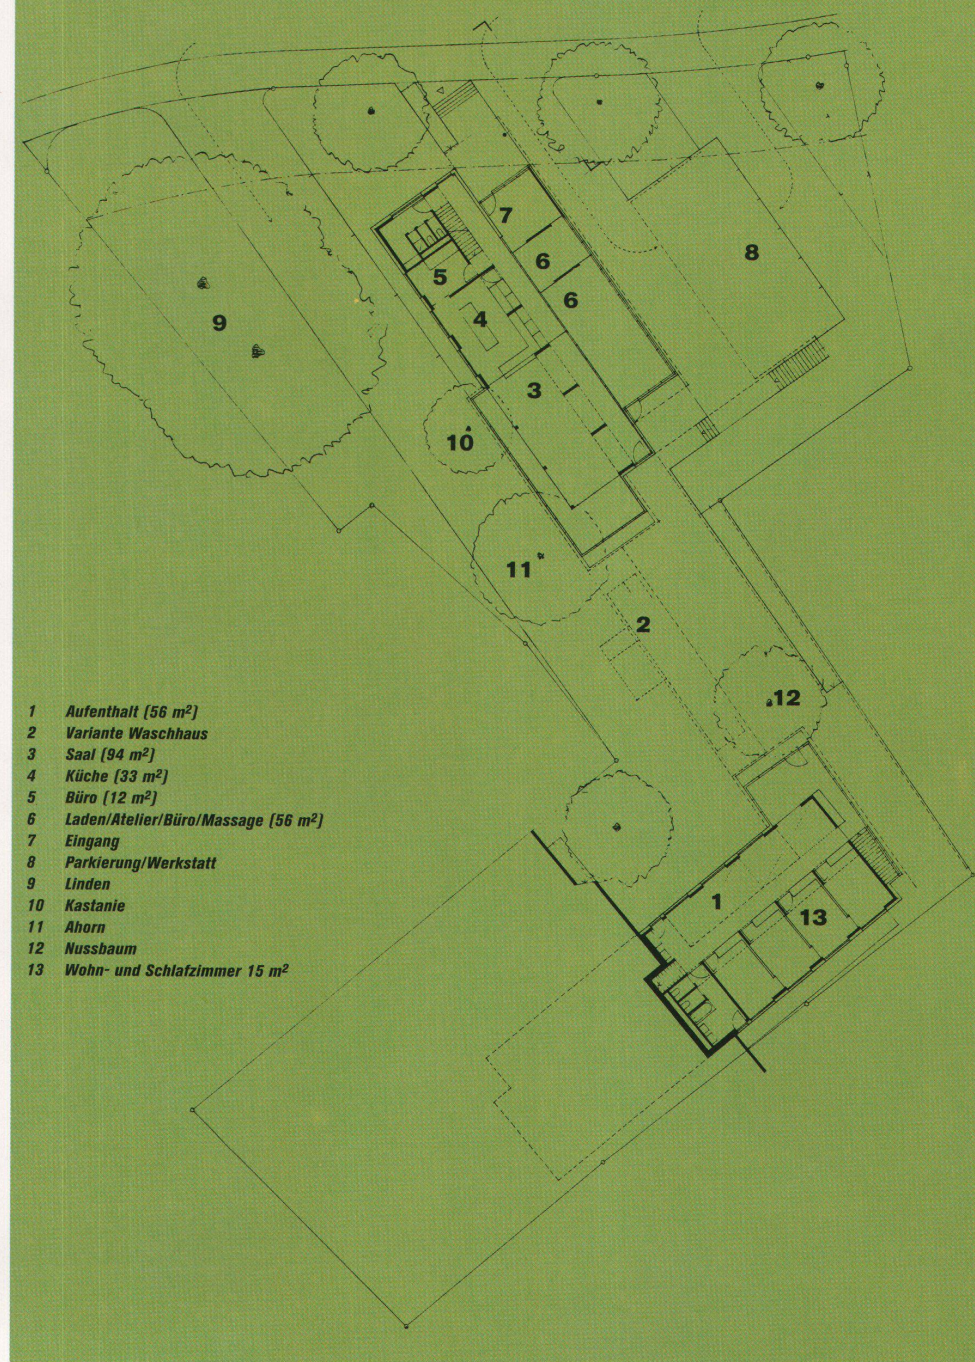 7
8
6
5
6
4
9
3
10
11
2
12
1 Aufenthalt (56 m²)
2 Variante Waschhaus
3 Saal (94 m²)
4 Küche (33 m²)
5 Büro (12 m²)
6 Laden/Atelier/Büro/Massage (56 m²)
7 Eingang
8 Parkierung/Werkstatt
9 Linden
10 Kastanie
11 Ahorn
12 Nussbaum
13 Wohn- und Schlafzimmer 15 m²
1
13